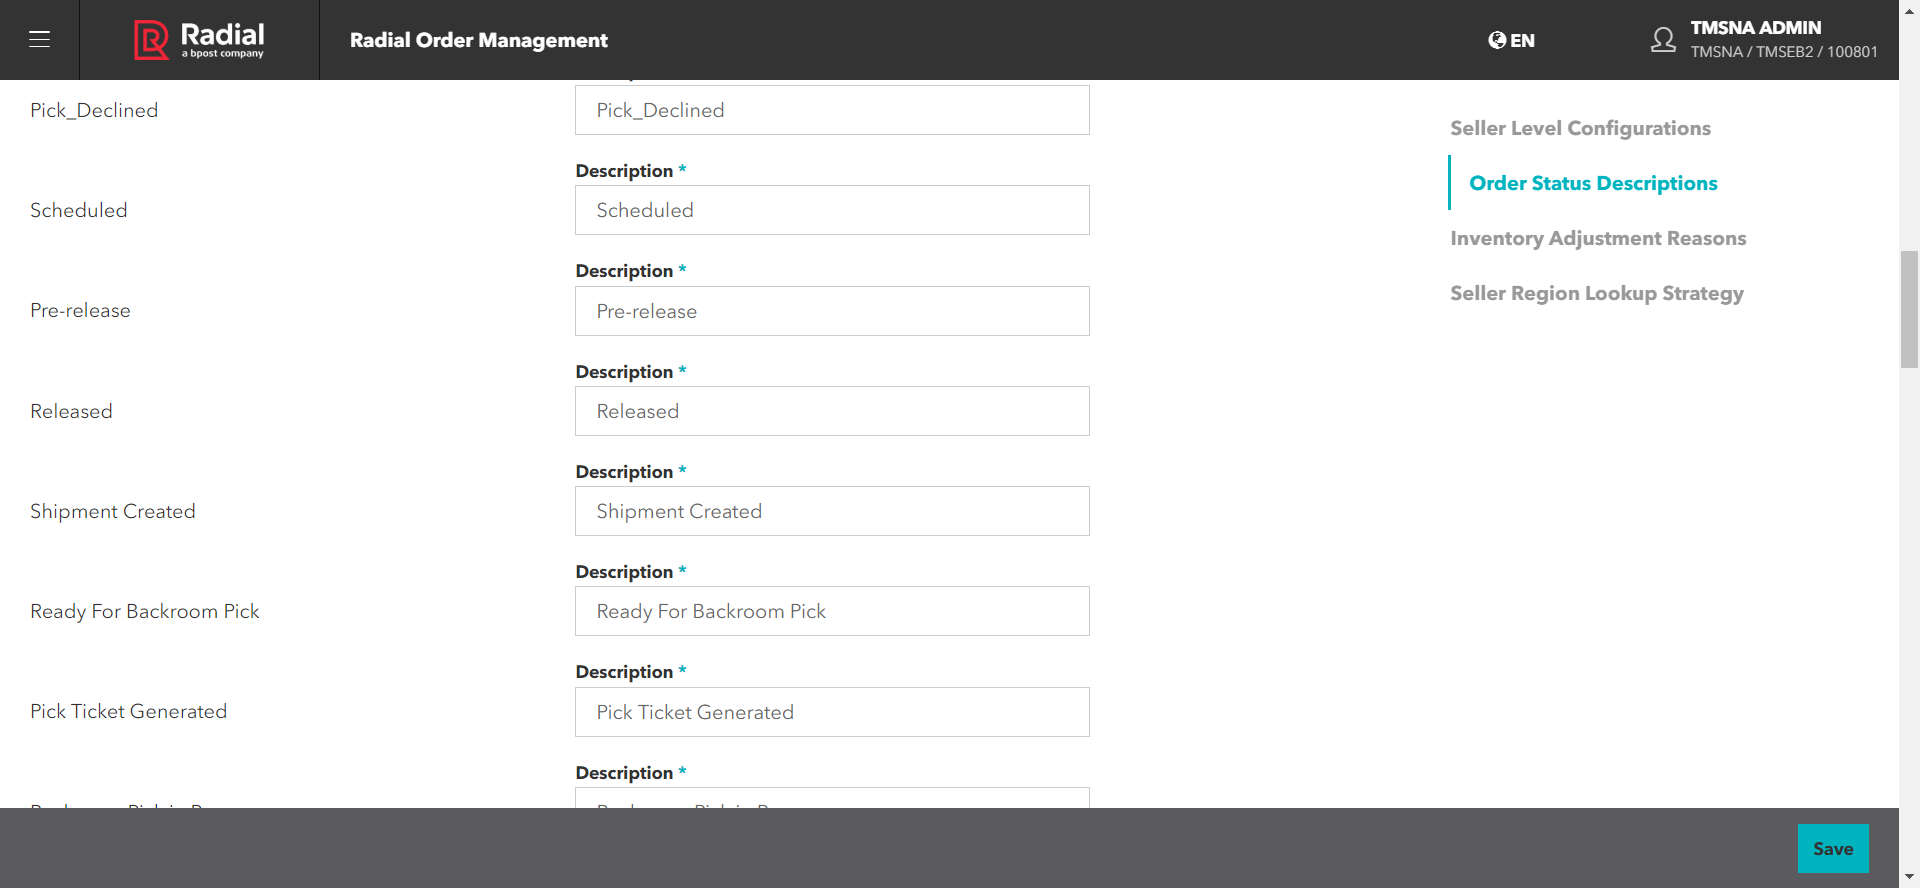 Radial
a bpost company
Radial Order Management
EN
TMSNA ADMIN
TMSNA / TMSEB2 / 100801
Pick_Declined
Pick_Declined
Description *
Scheduled
Scheduled
Description *
Pre-release
Pre-release
Description *
Released
Released
Description *
Shipment Created
Shipment Created
Description *
Ready For Backroom Pick
Ready For Backroom Pick
Description *
Pick Ticket Generated
Pick Ticket Generated
Description *
Seller Level Configurations
Order Status Descriptions
Inventory Adjustment Reasons
Seller Region Lookup Strategy
Save